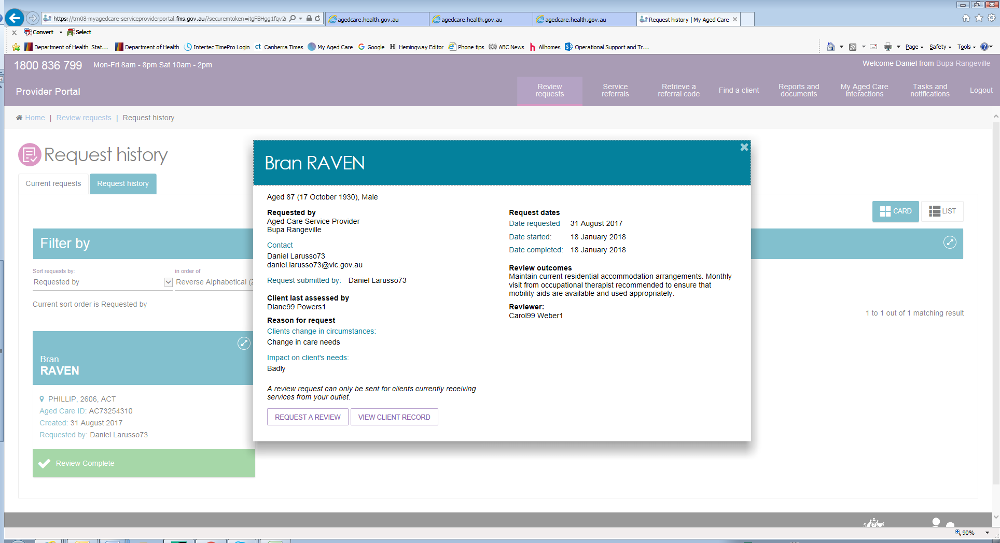 https://trn08-myagedcare-serviceproviderportal.fms.gov.au/?securemtoken=itgFBHgg1fqv2r
agedcare.health.gov.au
agedcare.health.gov.au
agedcare.health.gov.au
Request history | My Aged Care
x Convert Select
Department of Health Stat... Department of Health Intertec TimePro Login ct Canberra Times My Aged Care Google H Hemingway Editor Phone tips ABC News h Allhomes Operational Support and Tr...
Page Safety Tools
1800 836 799 Mon-Fri 8am - 8pm Sat 10am - 2pm
Welcome Daniel from Bupa Rangeville
Provider Portal
Review requests
Service referrals
Retrieve a referral code
Find a client
Reports and documents
My Aged Care interactions
Tasks and notifications
Logout
Home | Review requests | Request history
Request history
Current requests
Request history
CARD
LIST
Filter by
Sort requests by:
Requested by
in order of
Reverse Alphabetical (Z
Current sort order is Requested by
1 to 1 out of 1 matching result
Bran
RAVEN
PHILLIP, 2606, ACT
Aged Care ID: AC73254310
Created: 31 August 2017
Requested by: Daniel Larusso73
Review Complete
Bran RAVEN
Aged 87 (17 October 1930), Male
Requested by
Aged Care Service Provider
Bupa Rangeville
Contact
Daniel Larusso73
daniel.larusso73@vic.gov.au
Request submitted by: Daniel Larusso73
Client last assessed by
Diane99 Powers1
Reason for request
Clients change in circumstances:
Change in care needs
Impact on client's needs:
Badly
A review request can only be sent for clients currently receiving
services from your outlet.
REQUEST A REVIEW
VIEW CLIENT RECORD
Request dates
Date requested 31 August 2017
Date started: 18 January 2018
Date completed: 18 January 2018
Review outcomes
Maintain current residential accommodation arrangements. Monthly
visit from occupational therapist recommended to ensure that
mobility aids are available and used appropriately.
Reviewer:
Carol99 Weber1
90%